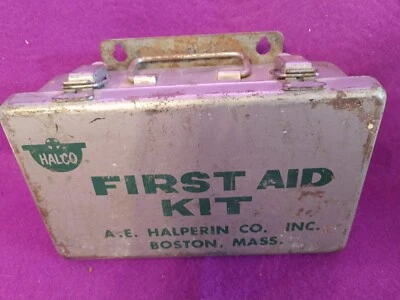 HALCO
FIRST AID
KIT
A.E. HALPERIN CO. INC.
BOSTON, MASS.